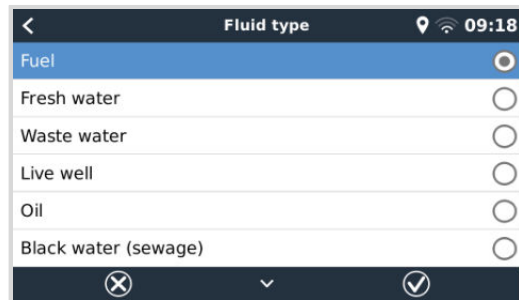 Fluid type 09:18
Fuel
Fresh water
Waste water
Live well
Oil
Black water (sewage)